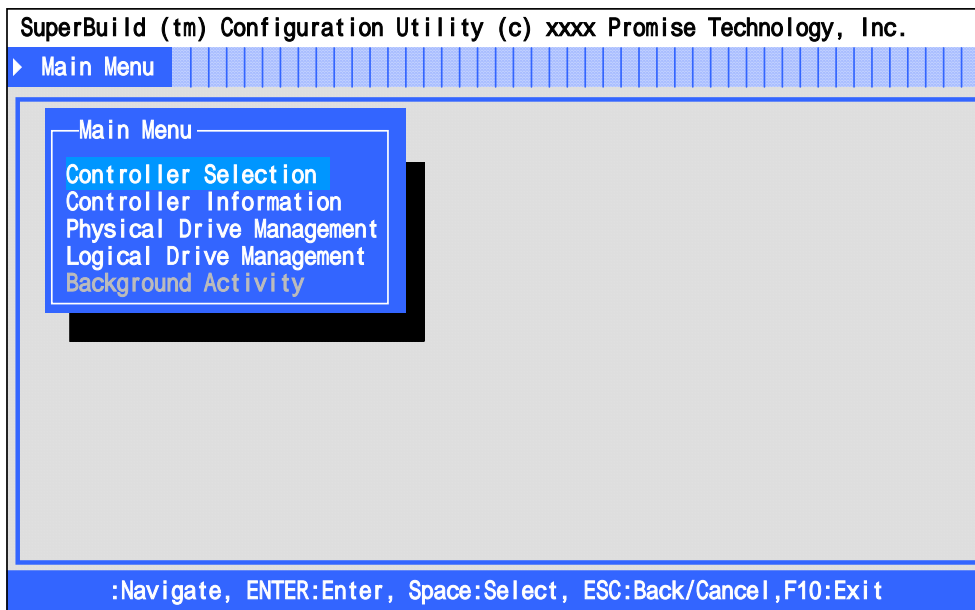 SuperBuild (tm) Configuration Utility (c) xxxx Promise Technology, Inc.
Main Menu
Main Menu
Controller Selection
Controller Information
Physical Drive Management
Logical Drive Management
Background Activity
:Navigate, ENTER:Enter, Space:Select, ESC:Back/Cancel,F10:Exit